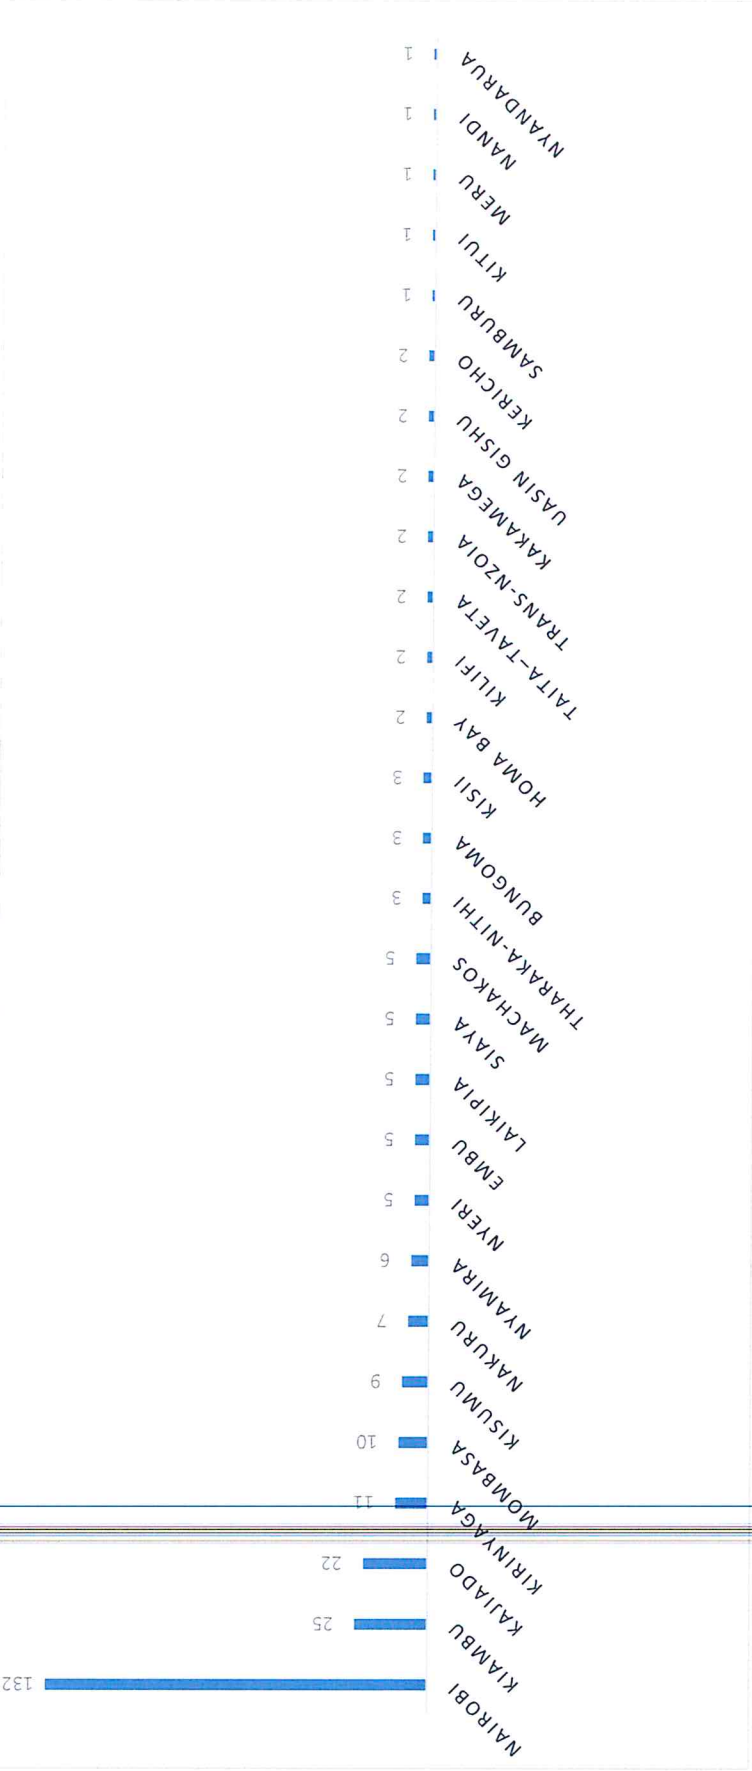 132
25
22
11
10
9
7
6
5
5
5
5
5
3
3
3
2
2
2
2
2
2
2
1
1
1
1
1
NAIROBI
KIAMBU
KAJIADO
KIRINYAGA
MOMBASA
KISUMU
NAKURU
NYAMIRA
NYERI
EMBU
LAIKIPIA
SIAYA
MACHAKOS
THARAKA-NITHI
BUNGOMA
KISII
HOMA BAY
KILIFI
TAITA–TAVETA
TRANS-NZOIA
KAKAMEGA
UASIN GISHU
KERICHO
SAMBURU
KITUI
MERU
NANDI
NYANDARUA